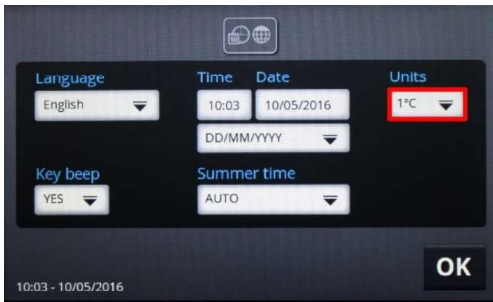 10
Language
Time Date
Units
English
10:03
10/05/2016
1°C
DD/MM/YYYY
Key beep
Summer time
YES
AUTO
OK
10:03 - 10/05/2016